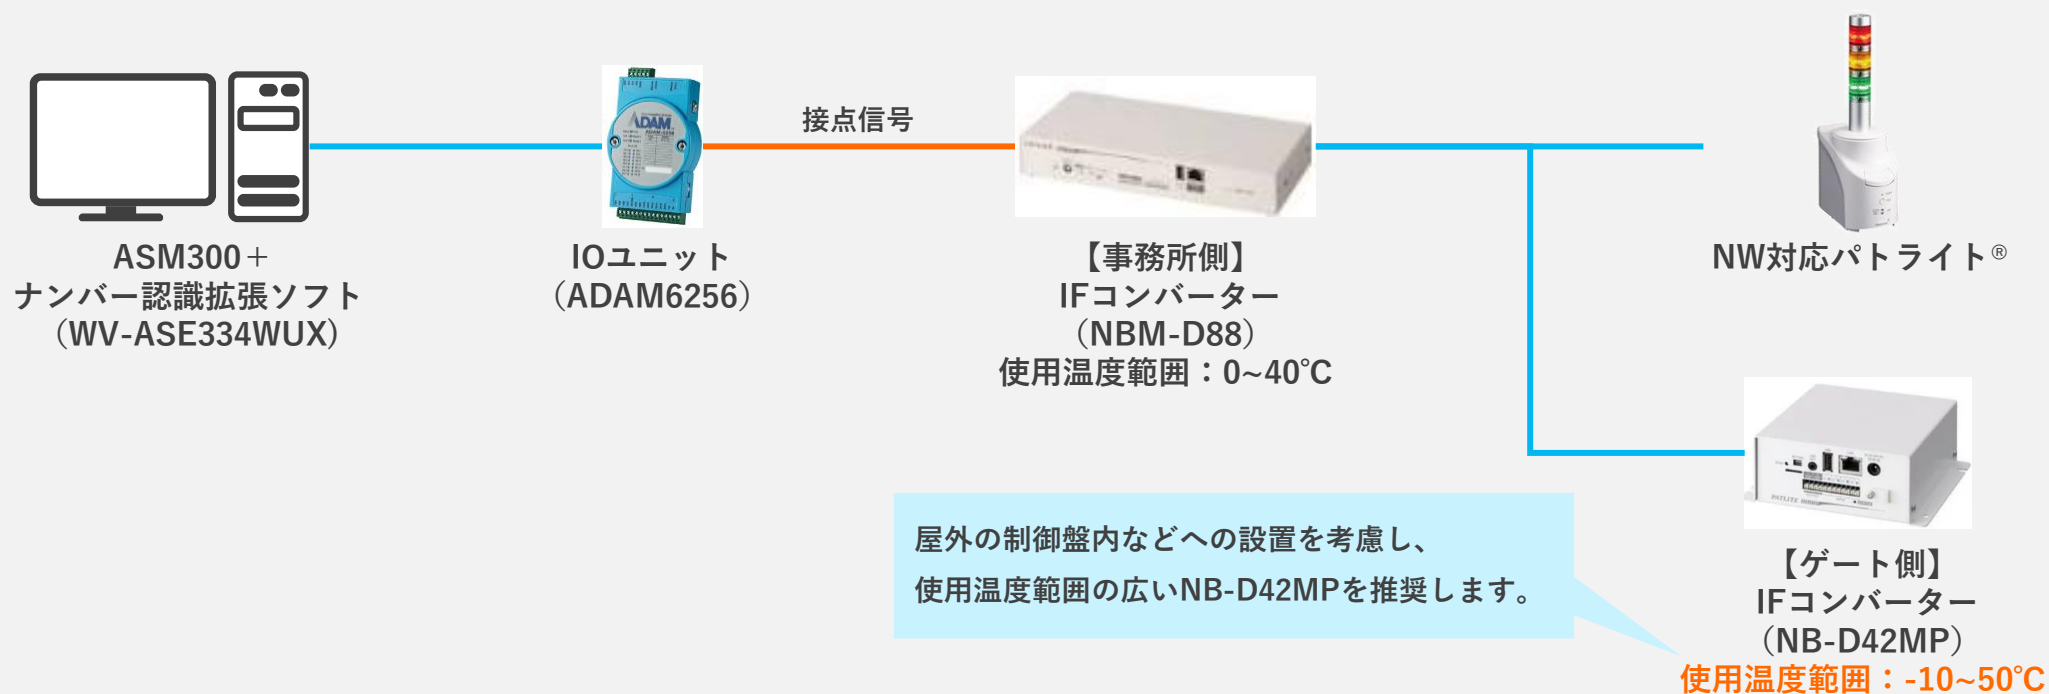 ADAM
ADAM-6256
接点信号
ASM300＋
ナンバー認識拡張ソフト
（WV-ASE334WUX）
IOユニット
（ADAM6256）
【事務所側】
IFコンバーター
（NBM-D88）
使用温度範囲：0~40℃
NW対応パトライト®
屋外の制御盤内などへの設置を考慮し、
使用温度範囲の広いNB-D42MPを推奨します。
PATLITE
【ゲート側】
IFコンバーター
（NB-D42MP）
使用温度範囲：-10~50℃